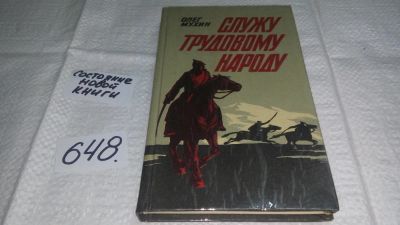 ОЛЕГ
МУХИН
СЛУЖУ
ТРУДОВОМУ
НАРОДУ
СОСТОЯНИЕ
НОВОЙ
КНИГИ
648.